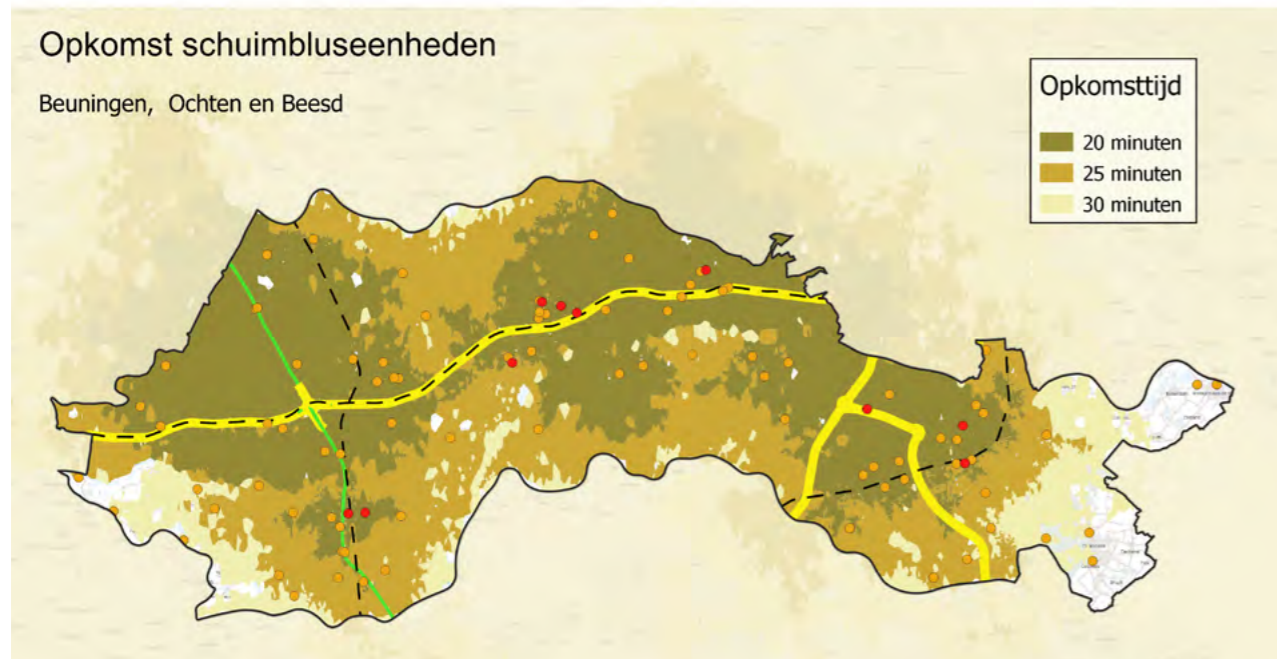 Opkomst schuimbluseenheden
Beuningen, Ochten en Beesd
Opkomsttijd
20 minuten
25 minuten
30 minuten